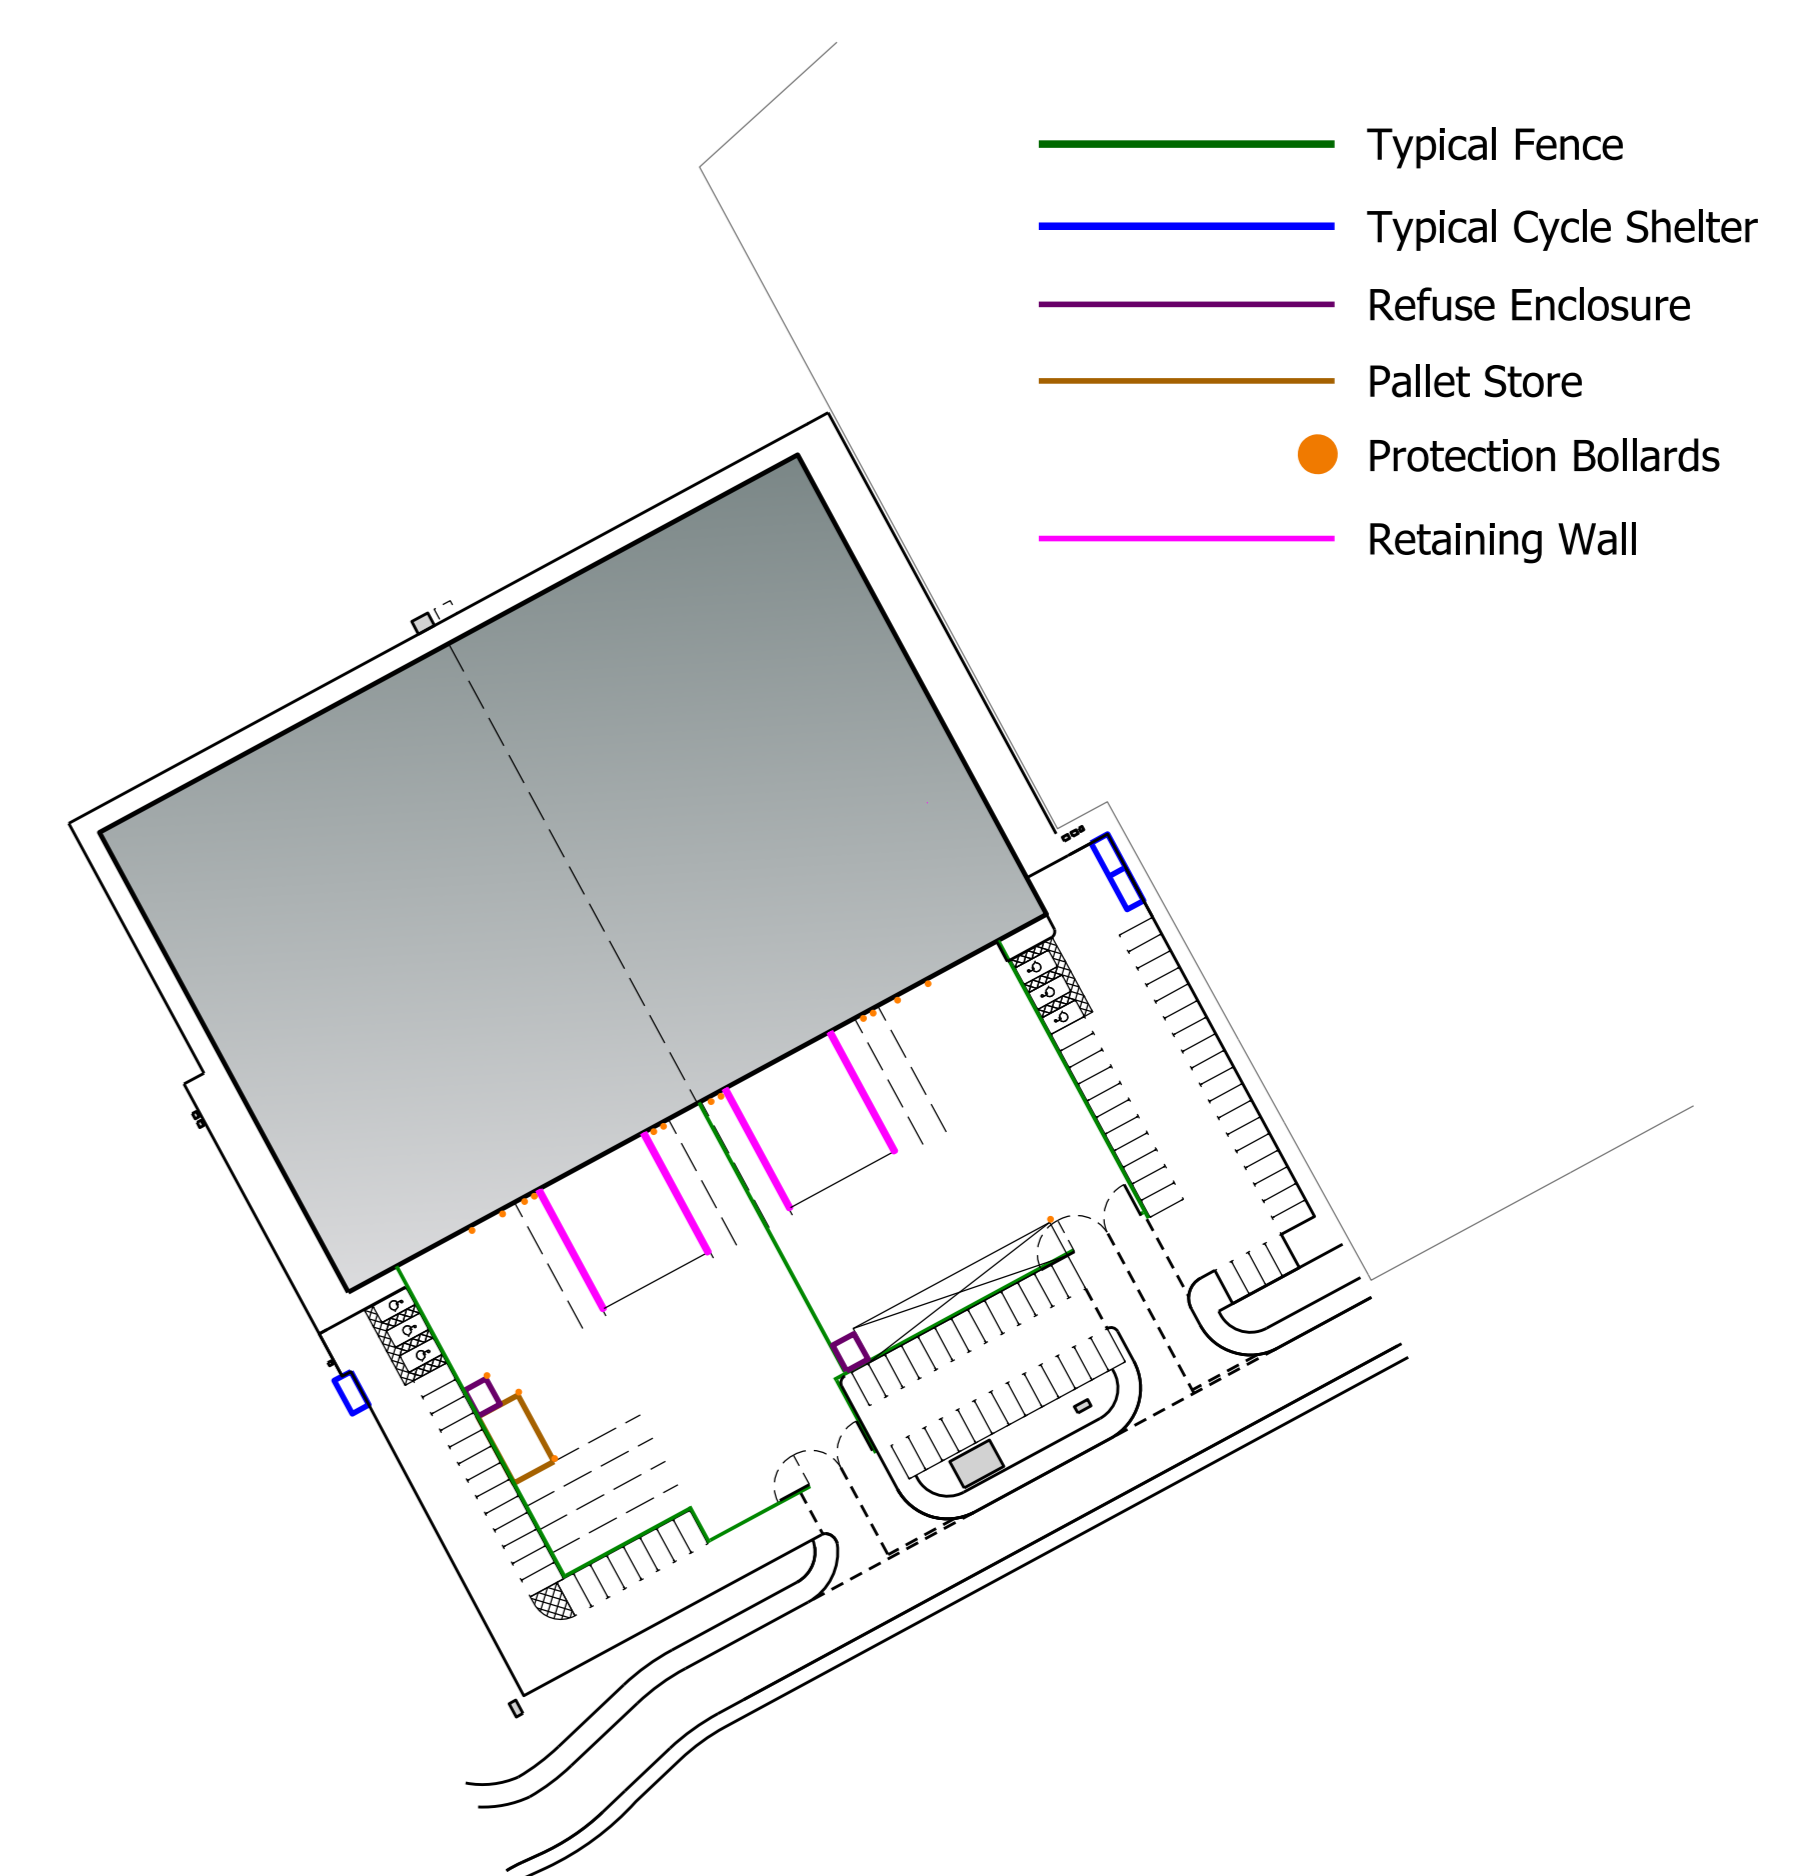 Typical Fence
Typical Cycle Shelter
Refuse Enclosure
Pallet Store
Protection Bollards
Retaining Wall